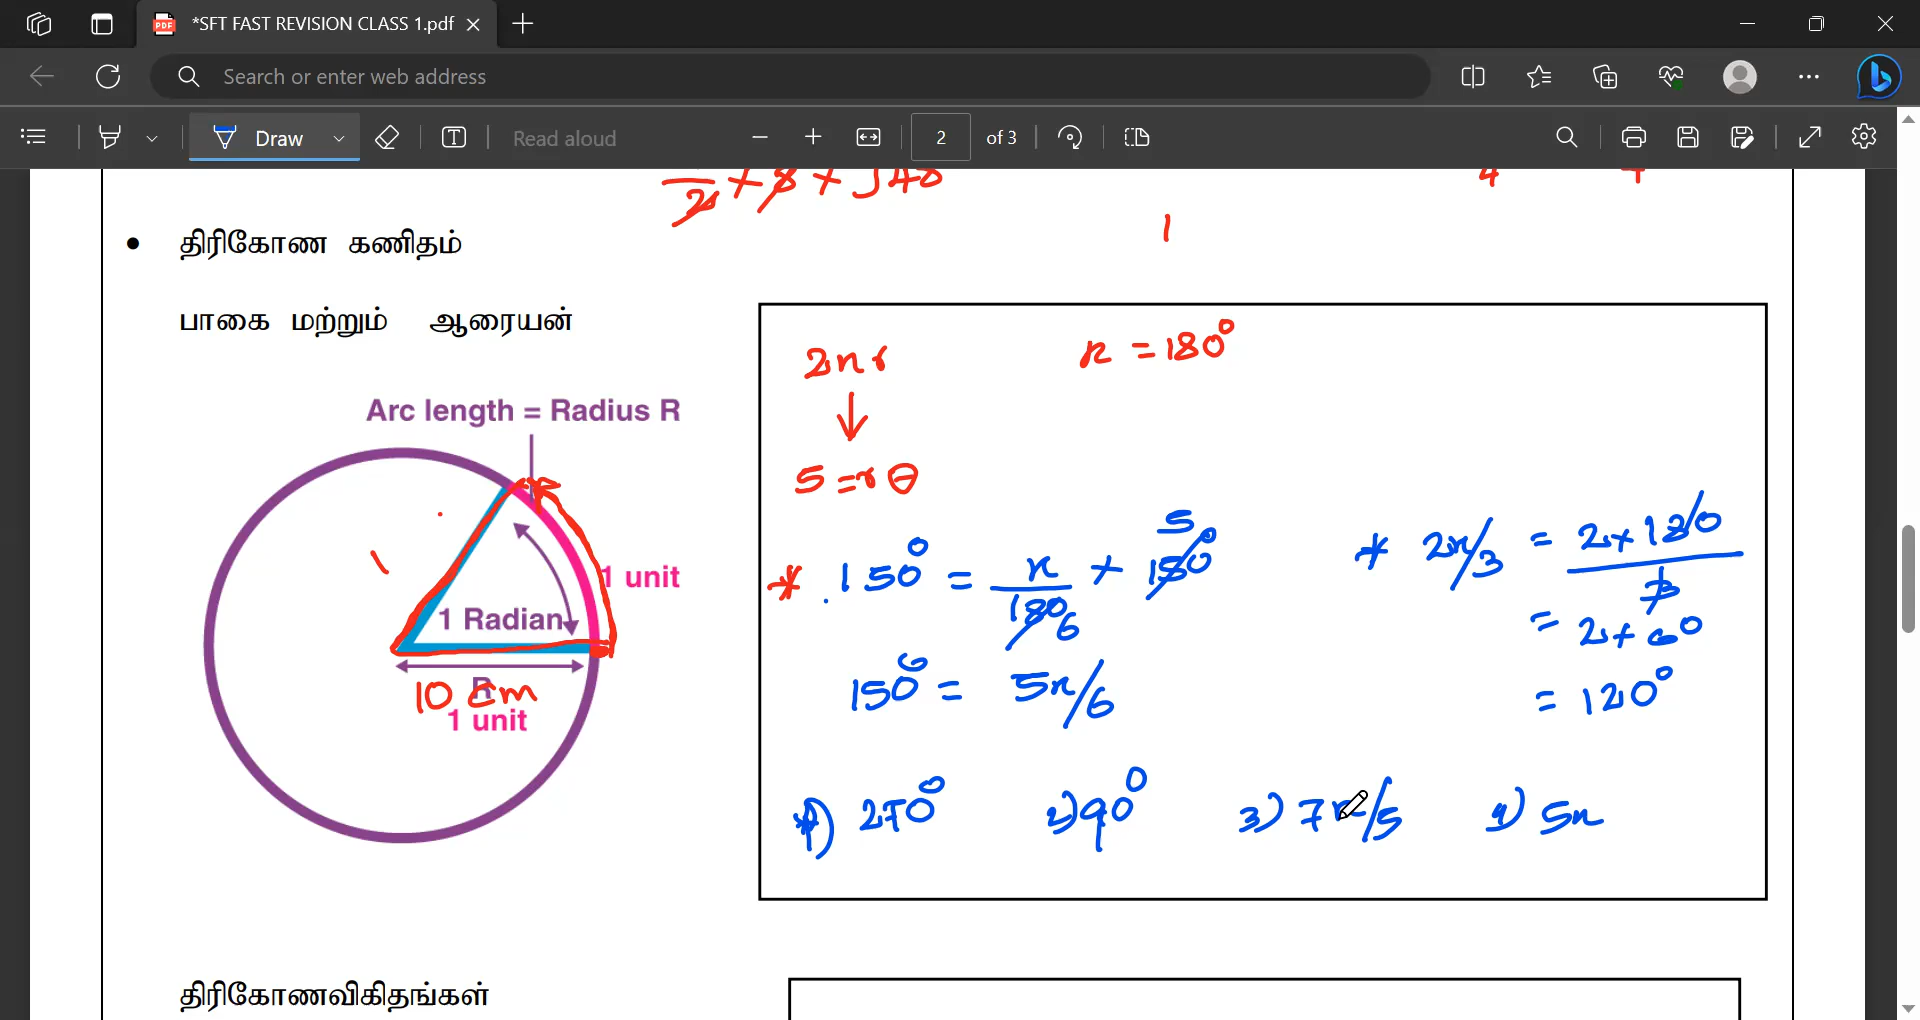 *SFT FAST REVISION CLASS 1.pdf
Search or enter web address
Draw
Read aloud
2 of 3
திரிகோண கணிதம்
பாகை மற்றும் ஆரையன்
Arc length = Radius R
1 unit
1 Radian
R
10 cm
1 unit
2πr
π = 180°
S = rθ
* 150° = π/180 × 150°
5
6
150° = 5π/6
* 2π/3 = 2×180/3
= 2×60°
= 120°
1) 270° 2) 90° 3) 7π/5 4) 5π
திரிகோணவிகிதங்கள்